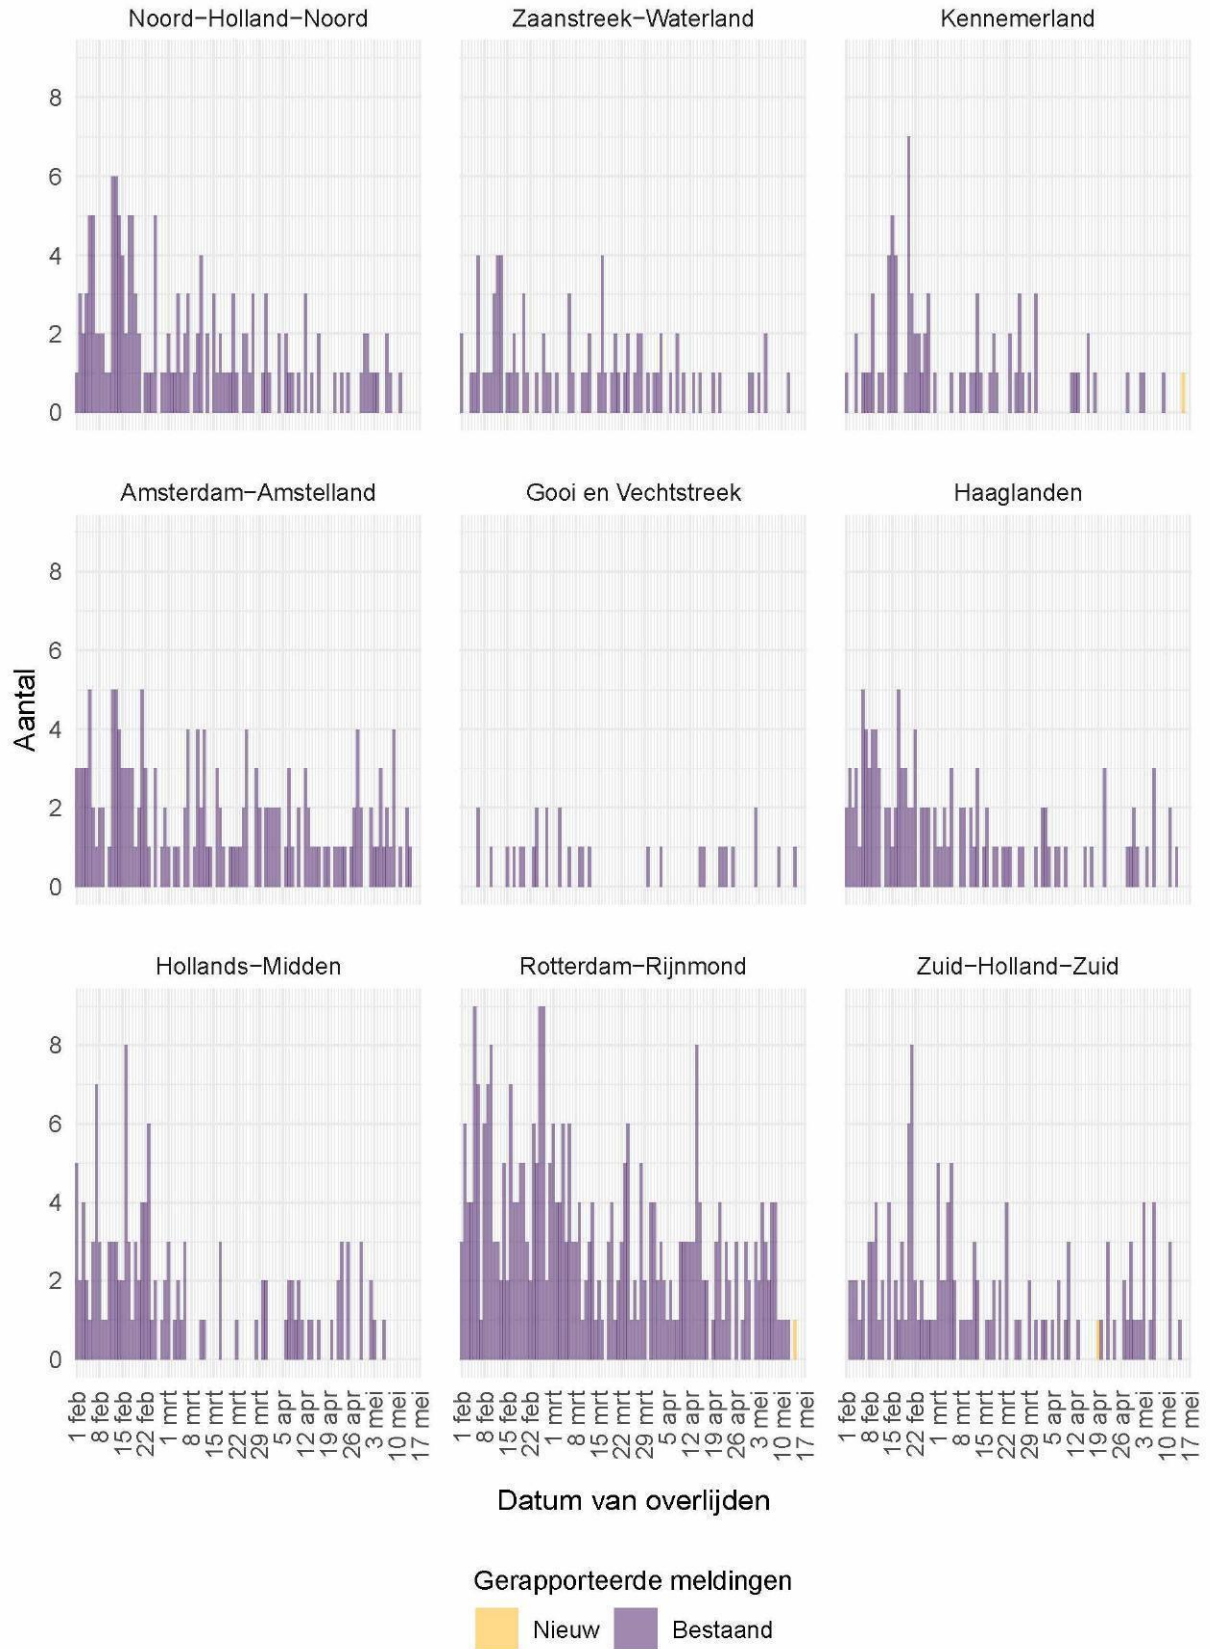 Noord-Holland-Noord
Zaanstreek-Waterland
Kennemerland
8
6
4
2
0
Amsterdam-Amstelland
Gooi en Vechtstreek
Haaglanden
8
6
4
2
0
Aantal
Hollands-Midden
Rotterdam-Rijnmond
Zuid-Holland-Zuid
8
6
4
2
0
1 feb
8 feb
15 feb
22 feb
1 mrt
8 mrt
15 mrt
22 mrt
29 mrt
5 apr
12 apr
19 apr
26 apr
3 mei
10 mei
17 mei
1 feb
8 feb
15 feb
22 feb
1 mrt
8 mrt
15 mrt
22 mrt
29 mrt
5 apr
12 apr
19 apr
26 apr
3 mei
10 mei
17 mei
1 feb
8 feb
15 feb
22 feb
1 mrt
8 mrt
15 mrt
22 mrt
29 mrt
5 apr
12 apr
19 apr
26 apr
3 mei
10 mei
17 mei
Datum van overlijden
Gerapporteerde meldingen
Nieuw Bestaand